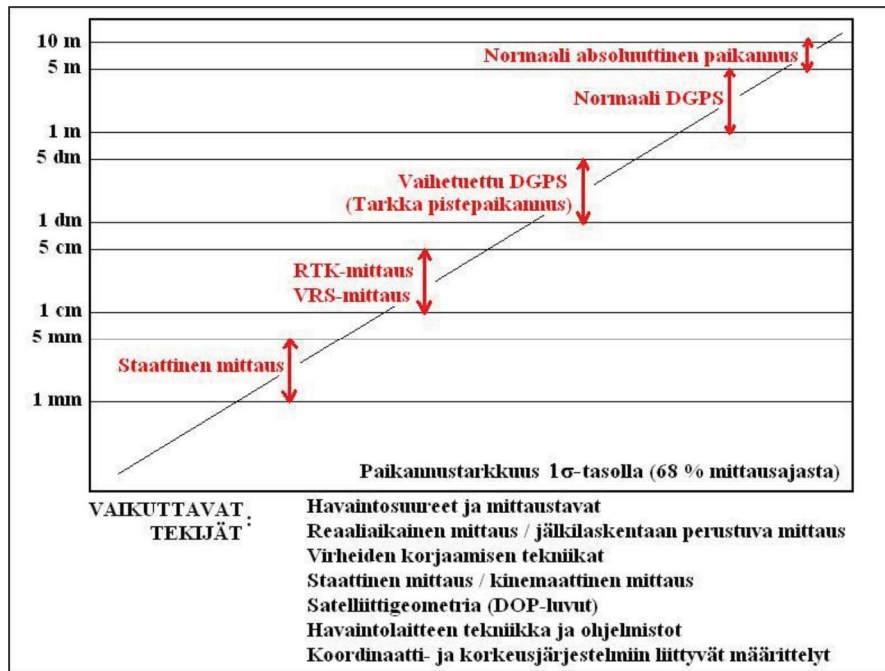 10 m
5 m
1 m
5 dm
1 dm
5 cm
1 cm
5 mm
1 mm
Normaali absoluuttinen paikannus
Normaali DGPS
Vaihetuettu DGPS
(Tarkka pistepaikannus)
RTK-mittaus
VRS-mittaus
Staattinen mittaus
Paikannustarkkuus 1σ-tasolla (68 % mittausajasta)
VAIKUTTAVAT
TEKIJÄT :
Havaintosuureet ja mittaustavat
Reaaliaikainen mittaus / jälkilaskentaan perustuva mittaus
Virheiden korjaamisen tekniikat
Staattinen mittaus / kinemaattinen mittaus
Satelliittigeometria (DOP-luvut)
Havaintolaitteen tekniikka ja ohjelmistot
Koordinaatti- ja korkeusjärjestelmiin liittyvät määrittelyt